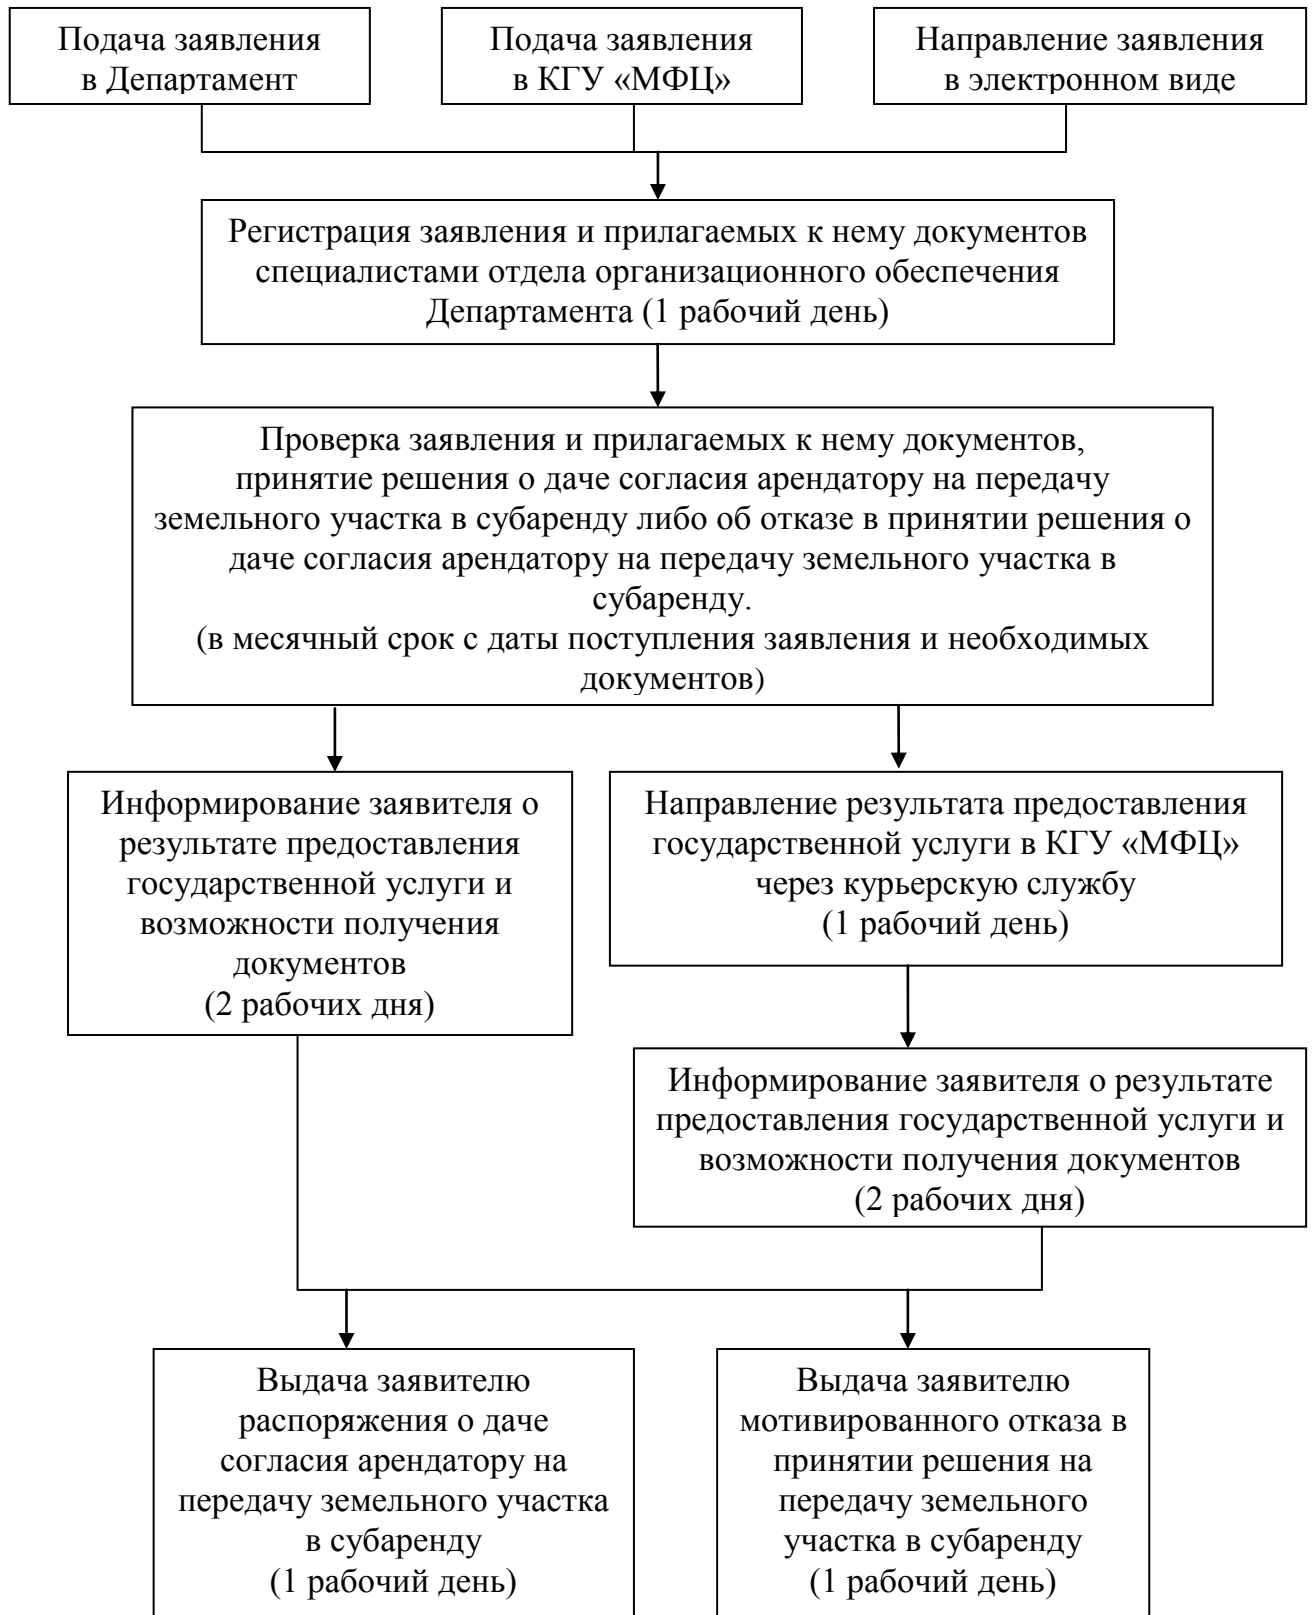 Подача заявления
в Департамент
Подача заявления
в КГУ «МФЦ»
Направление заявления
в электронном виде
Регистрация заявления и прилагаемых к нему документов
специалистами отдела организационного обеспечения
Департамента (1 рабочий день)
Проверка заявления и прилагаемых к нему документов,
принятие решения о даче согласия арендатору на передачу
земельного участка в субаренду либо об отказе в принятии решения о
даче согласия арендатору на передачу земельного участка в
субаренду.
(в месячный срок с даты поступления заявления и необходимых
документов)
Информирование заявителя о
результате предоставления
государственной услуги и
возможности получения
документов
(2 рабочих дня)
Направление результата предоставления
государственной услуги в КГУ «МФЦ»
через курьерскую службу
(1 рабочий день)
Информирование заявителя о результате
предоставления государственной услуги и
возможности получения документов
(2 рабочих дня)
Выдача заявителю
распоряжения о даче
согласия арендатору на
передачу земельного участка
в субаренду
(1 рабочий день)
Выдача заявителю
мотивированного отказа в
принятии решения на
передачу земельного
участка в субаренду
(1 рабочий день)